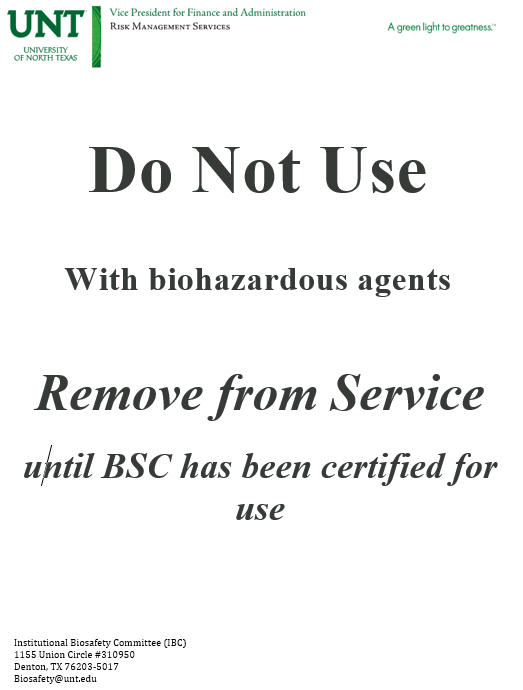 UNT
UNIVERSITY
OF NORTH TEXAS
Vice President for Finance and Administration
Risk Management Services
A green light to greatness.™
Do Not Use
With biohazardous agents
Remove from Service
until BSC has been certified for
use
Institutional Biosafety Committee (IBC)
1155 Union Circle #310950
Denton, TX 76203-5017
Biosafety@unt.edu